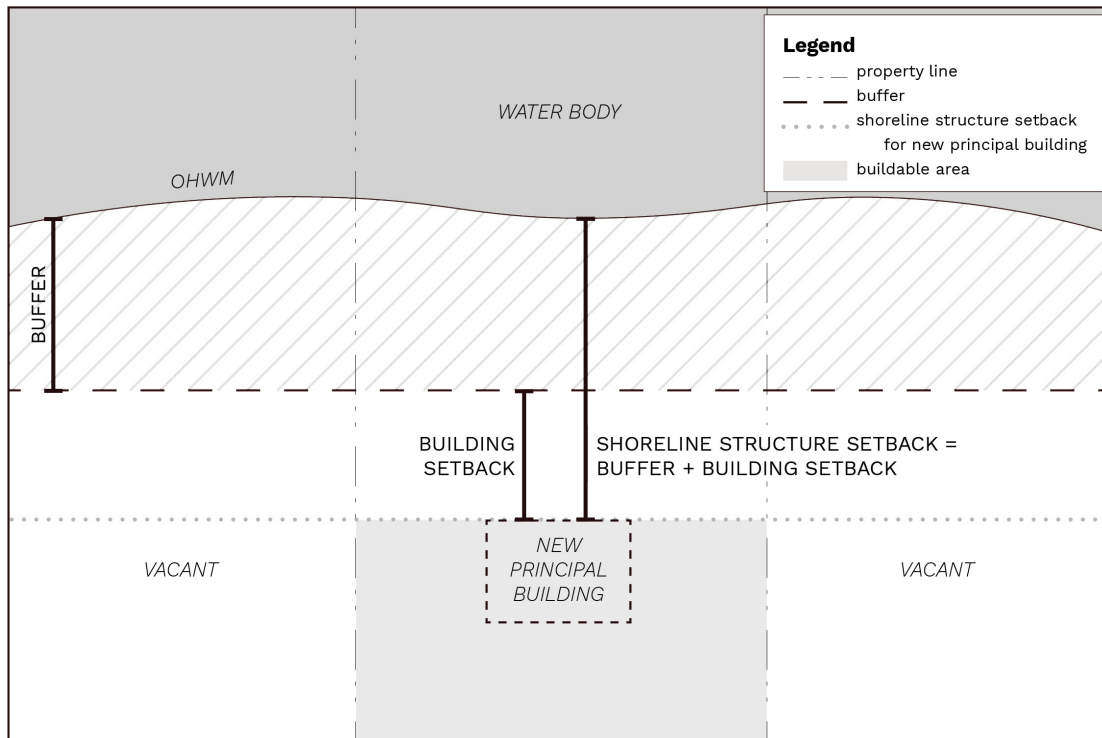 Legend
property line
buffer
shoreline structure setback
for new principal building
buildable area
WATER BODY
OHWM
BUFFER
BUILDING
SETBACK
SHORELINE STRUCTURE SETBACK =
BUFFER + BUILDING SETBACK
NEW
PRINCIPAL
BUILDING
VACANT
VACANT